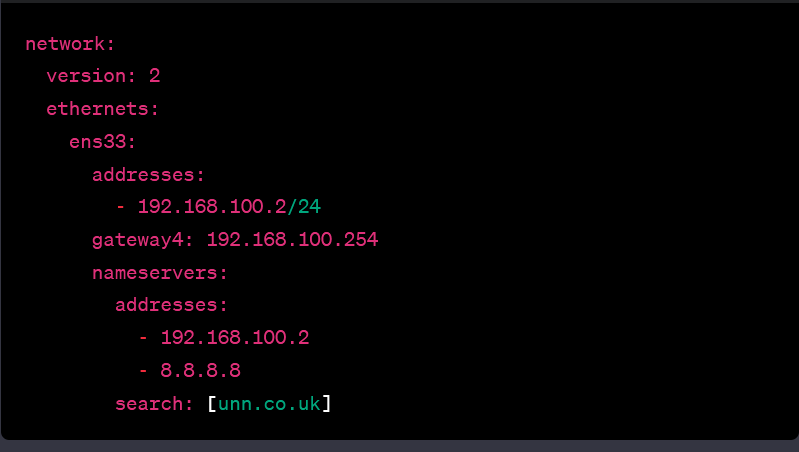 network:
version: 2
ethernets:
ens33:
addresses:
- 192.168.100.2/24
gateway4: 192.168.100.254
nameservers:
addresses:
- 192.168.100.2
- 8.8.8.8
search: [unn.co.uk]